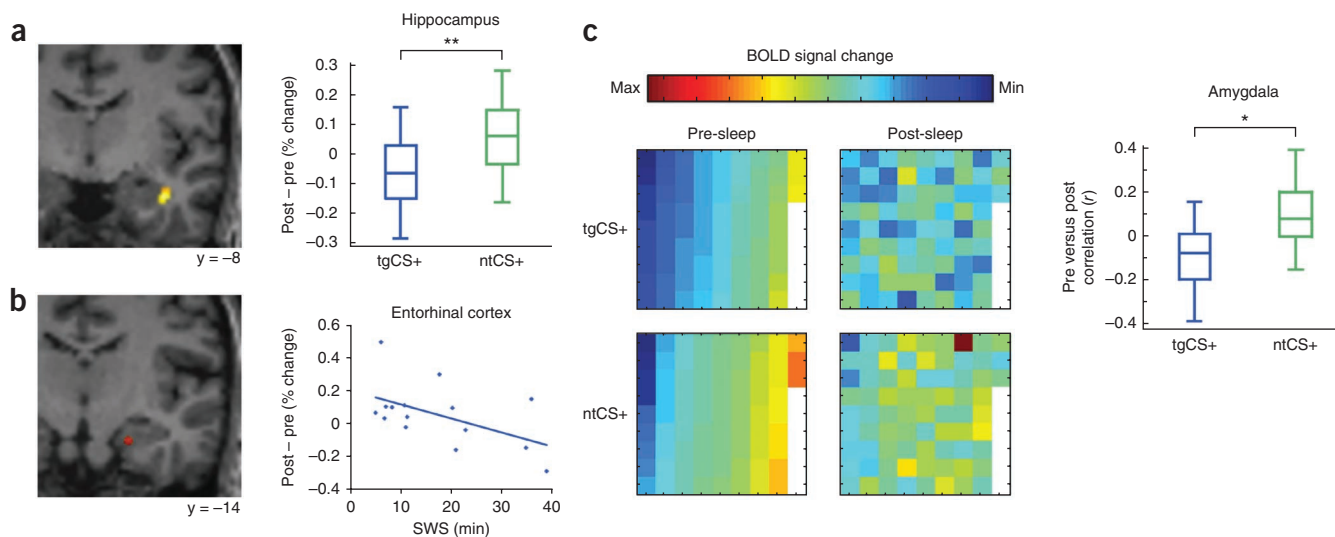 a
Hippocampus
**
Post – pre (% change)
0.3
0.2
0.1
0
–0.1
–0.2
–0.3
tgCS+ ntCS+
y = –8
b
Entorhinal cortex
Post – pre (% change)
0.6
0.4
0.2
0
–0.2
–0.4
0 10 20 30 40
SWS (min)
y = –14
c
BOLD signal change
Max Min
Pre-sleep Post-sleep
tgCS+
ntCS+
Amygdala
*
Pre versus post
correlation (r)
0.4
0.2
0
–0.2
–0.4
tgCS+ ntCS+